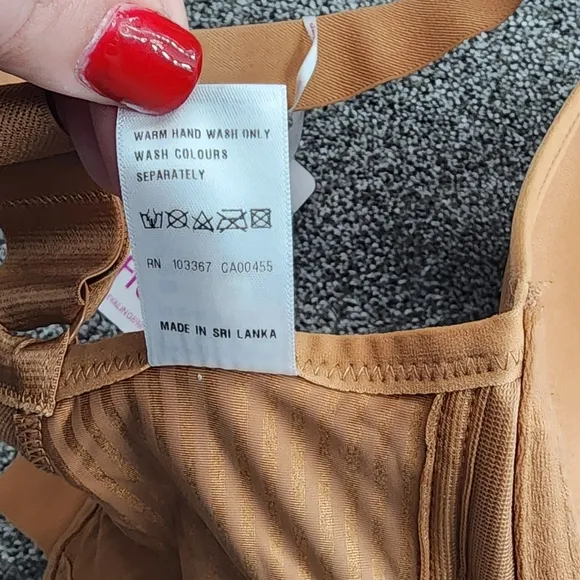 WARM HAND WASH ONLY
WASH COLOURS
SEPARATELY
RN 103367 CA00455
MADE IN SRI LANKA